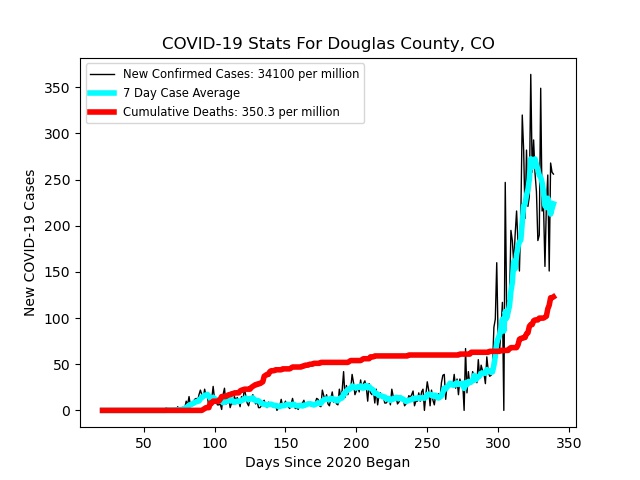 COVID-19 Stats For Douglas County, CO
New Confirmed Cases: 34100 per million
7 Day Case Average
Cumulative Deaths: 350.3 per million
New COVID-19 Cases
350
300
250
200
150
100
50
0
50
100
150
200
250
300
350
Days Since 2020 Began